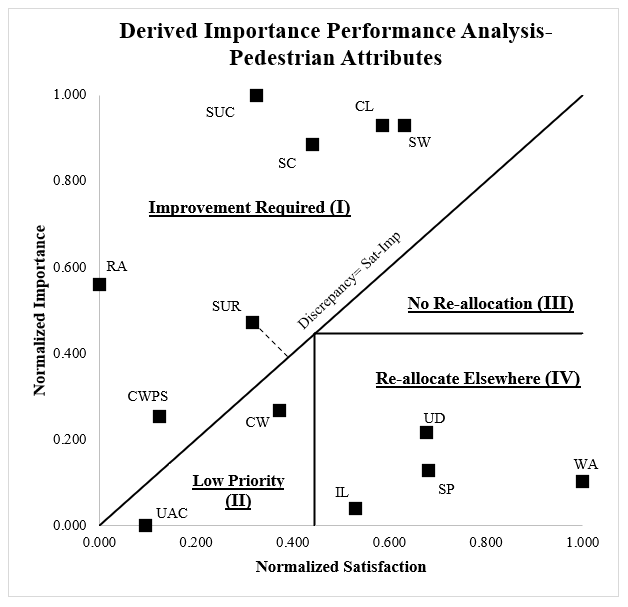 Derived Importance Performance Analysis-
Pedestrian Attributes
1.000
SUC
CL
SW
SC
0.800
Improvement Required (I)
0.600
RA
Discrepancy= Sat-Imp
No Re-allocation (III)
SUR
0.400
Re-allocate Elsewhere (IV)
CWPS
CW
UD
0.200
WA
Low Priority
(II)
IL
SP
UAC
0.000
0.000
0.200
0.400
0.600
0.800
1.000
Normalized Satisfaction
Normalized Importance